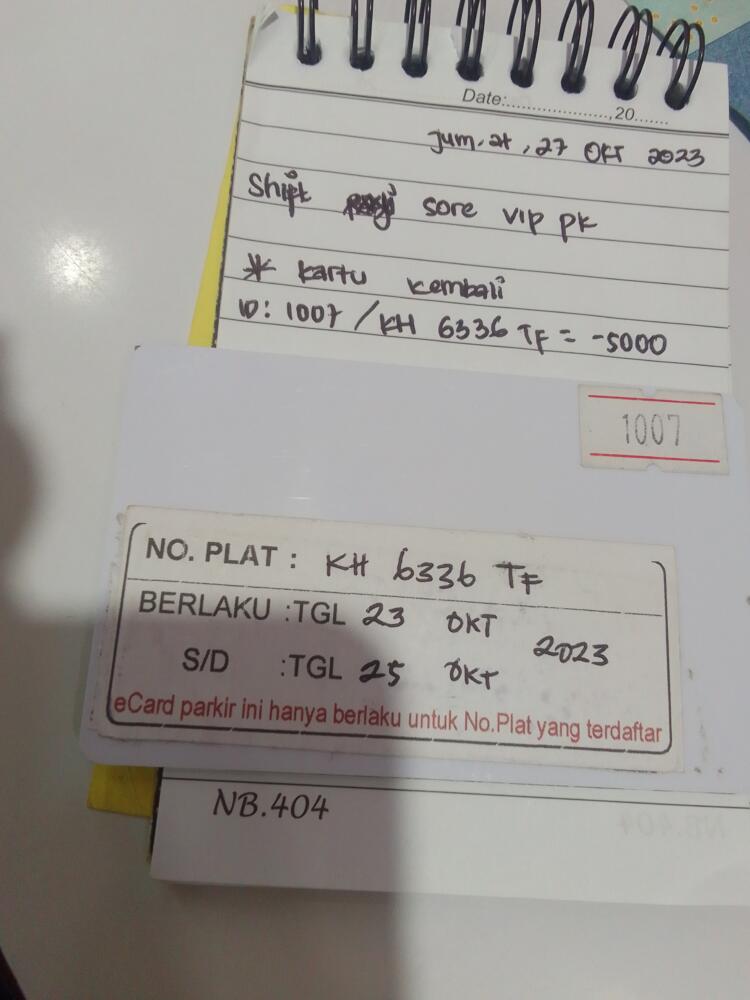 Date:....................,20.......
Jum,at, 27 OKT 2023
Shift sore VIP PK
* Kartu Kembali
ID: 1007 / KH 6336 TF = -5000
1007
NO. PLAT : KH 6336 TF
BERLAKU :TGL 23 OKT 2023
S/D :TGL 25 OKT
eCard parkir ini hanya berlaku untuk No.Plat yang terdaftar
NB.404